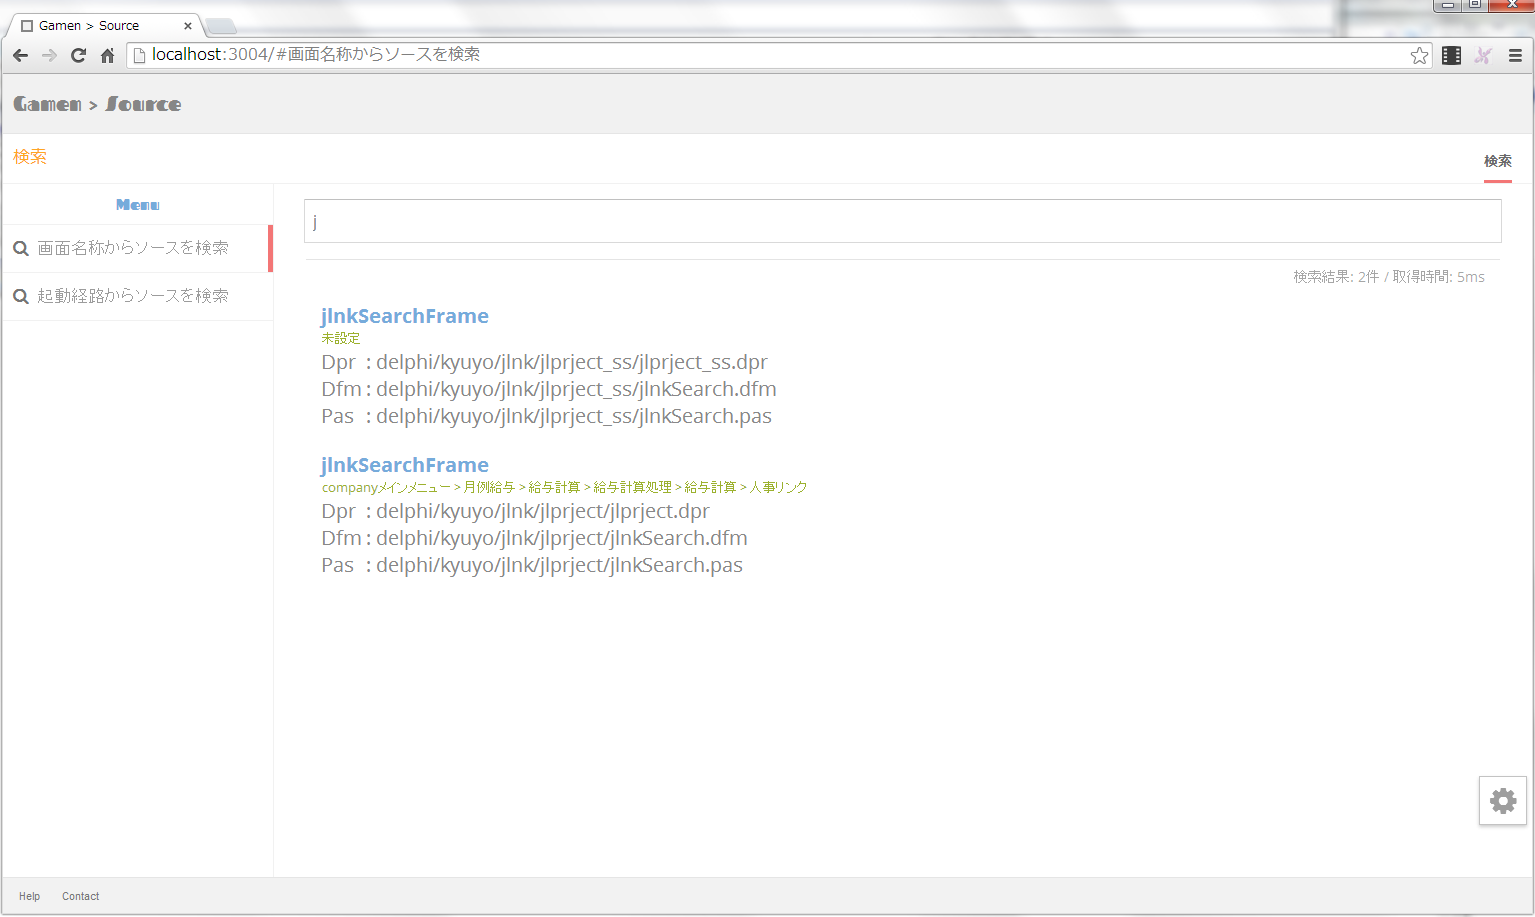 Gamen > Source
localhost:3004/#画面名称からソースを検索
Gamen > Source
検索
検索
Menu
画面名称からソースを検索
起動経路からソースを検索
j
検索結果: 2件 / 取得時間: 5ms
jlnkSearchFrame
未設定
Dpr : delphi/kyuyo/jlnk/jlprject_ss/jlprject_ss.dpr
Dfm : delphi/kyuyo/jlnk/jlprject_ss/jlnkSearch.dfm
Pas : delphi/kyuyo/jlnk/jlprject_ss/jlnkSearch.pas
jlnkSearchFrame
companyメインメニュー > 月例給与 > 給与計算 > 給与計算処理 > 給与計算 > 人事リンク
Dpr : delphi/kyuyo/jlnk/jlprject/jlprject.dpr
Dfm : delphi/kyuyo/jlnk/jlprject/jlnkSearch.dfm
Pas : delphi/kyuyo/jlnk/jlprject/jlnkSearch.pas
Help Contact